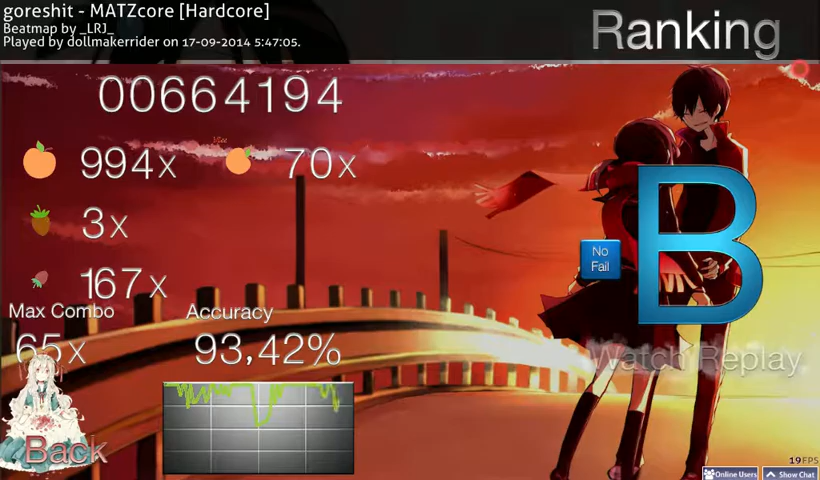 goreshit - MATZcore [Hardcore]
Beatmap by _LRJ_
Played by dollmakerrider on 17-09-2014 5:47:05.
Ranking
00664194
994x
Miss
70x
3x
167x
No
Fail
B
Max Combo
Accuracy
65x
93,42%
Watch Replay
Back
19FPS
Online Users
Show Chat